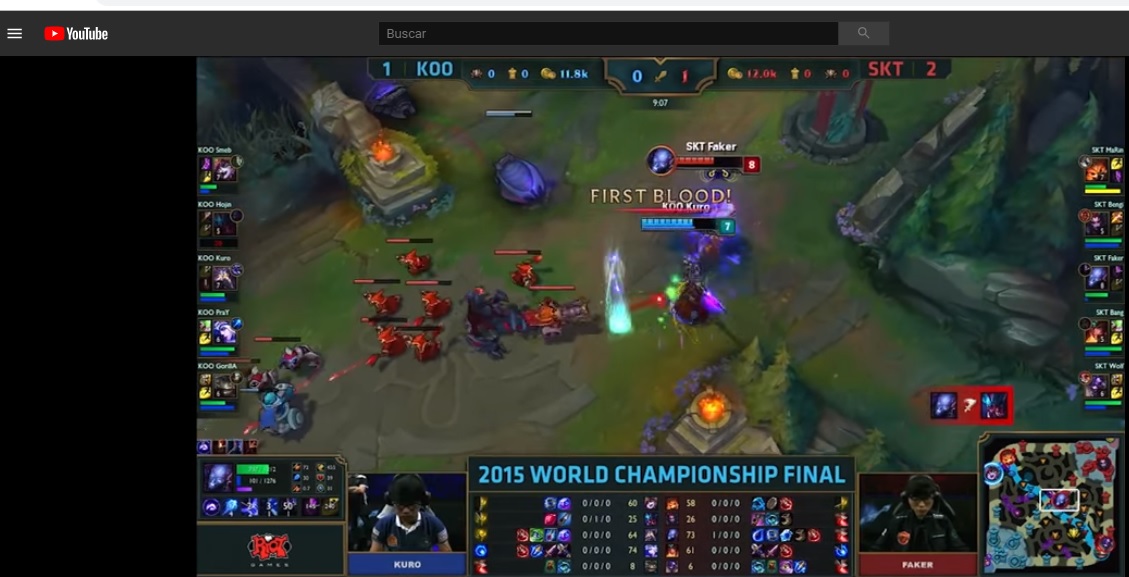 YouTube
Buscar
1 KOO 0 0 11.8k 0 1 12.0k 0 0 SKT 2
9:07
SKT Faker
8
FIRST BLOOD!
KOO Kuro
7
KOO Smeb
KOO Hojin
KOO Kuro
KOO PraY
KOO GorillA
SKT MaRin
SKT Bengi
SKT Faker
SKT Bang
SKT Wolf
2015 WORLD CHAMPIONSHIP FINAL
0/0/0 60 58 0/0/0
0/1/0 25 26 0/0/0
0/0/0 64 73 1/0/0
0/0/0 74 61 0/0/0
0/0/0 8 6 0/0/0
RIOT
GAMES
KURO
FAKER